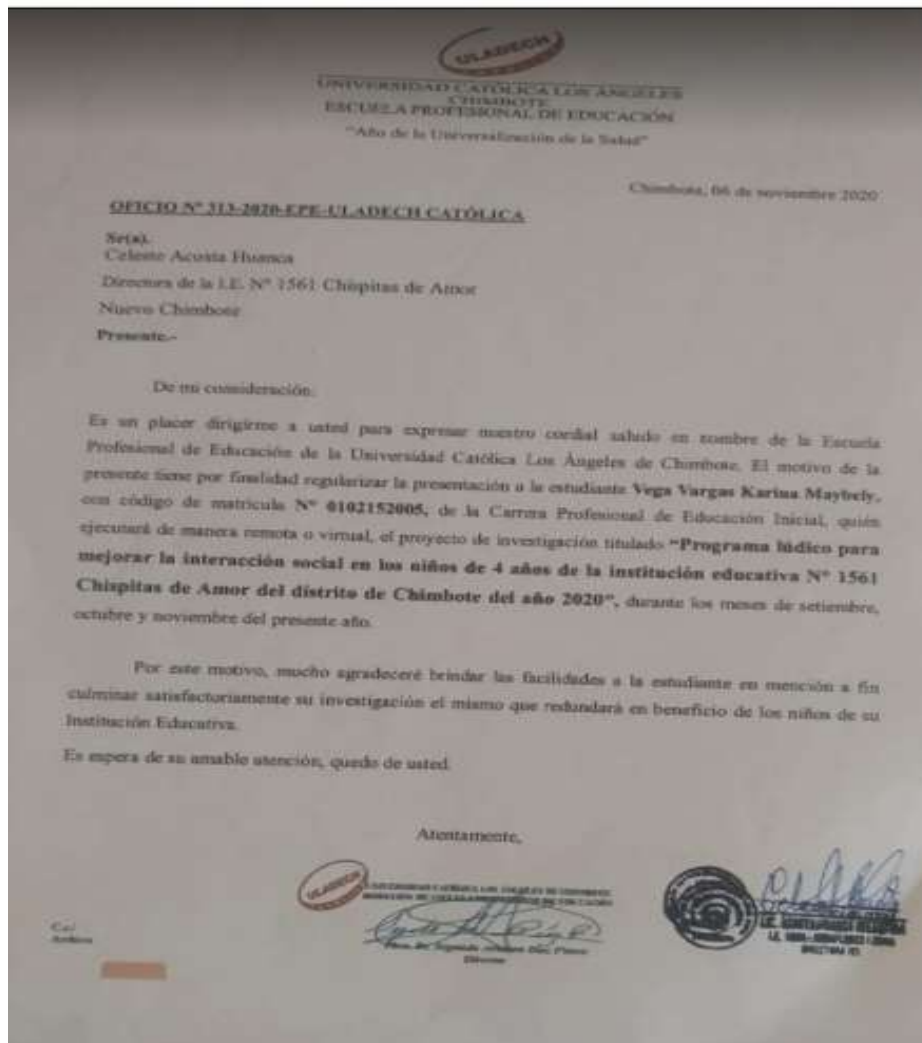 ULADECH
UNIVERSIDAD CATÓLICA LOS ÁNGELES
CHIMBOTE
ESCUELA PROFESIONAL DE EDUCACIÓN
"Año de la Universalización de la Salud"
Chimbote, 06 de noviembre 2020
OFICIO N° 313-2020-EPE-ULADECH CATÓLICA
Sr(a).
Celeste Acosta Huanca
Directora de la I.E. N° 1561 Chispitas de Amor
Nuevo Chimbote
Presente.-
De mi consideración:
Es un placer dirigirme a usted para expresar nuestro cordial saludo en nombre de la Escuela
Profesional de Educación de la Universidad Católica Los Ángeles de Chimbote. El motivo de la
presente tiene por finalidad regularizar la presentación a la estudiante Vega Vargas Karina Maybely,
con código de matrícula N° 0102152005, de la Carrera Profesional de Educación Inicial, quién
ejecutará de manera remota o virtual, el proyecto de investigación titulado "Programa lúdico para
mejorar la interacción social en los niños de 4 años de la institución educativa N° 1561
Chispitas de Amor del distrito de Chimbote del año 2020", durante los meses de setiembre,
octubre y noviembre del presente año.
Por este motivo, mucho agradeceré brindar las facilidades a la estudiante en mención a fin
culminar satisfactoriamente su investigación el mismo que redundará en beneficio de los niños de su
Institución Educativa.
Es espera de su amable atención, quedo de usted.
Atentamente,
ULADECH
UNIVERSIDAD CATÓLICA LOS ÁNGELES DE CHIMBOTE
Director
C.c/
Archivo